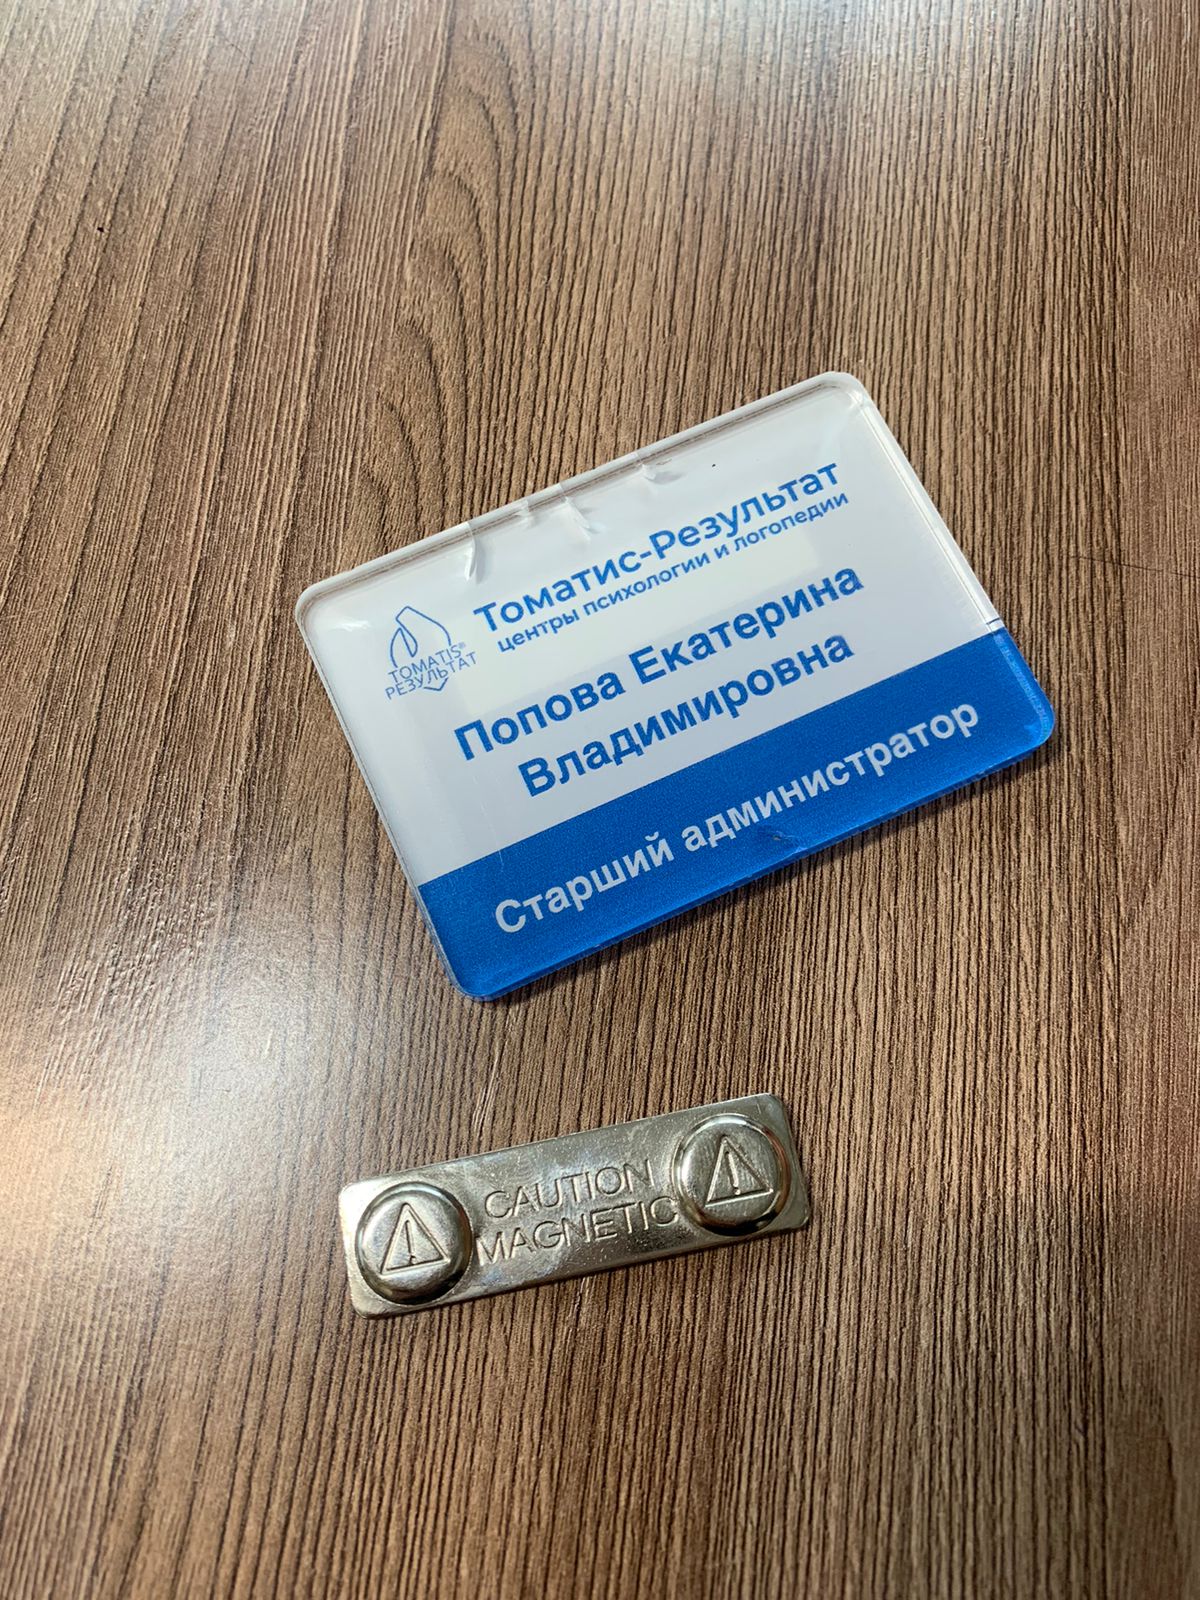 Томатис-Результат
центры психологии и логопедии
TOMATIS®
РЕЗУЛЬТАТ
Попова Екатерина
Владимировна
Старший администратор
CAUTION
MAGNETIC